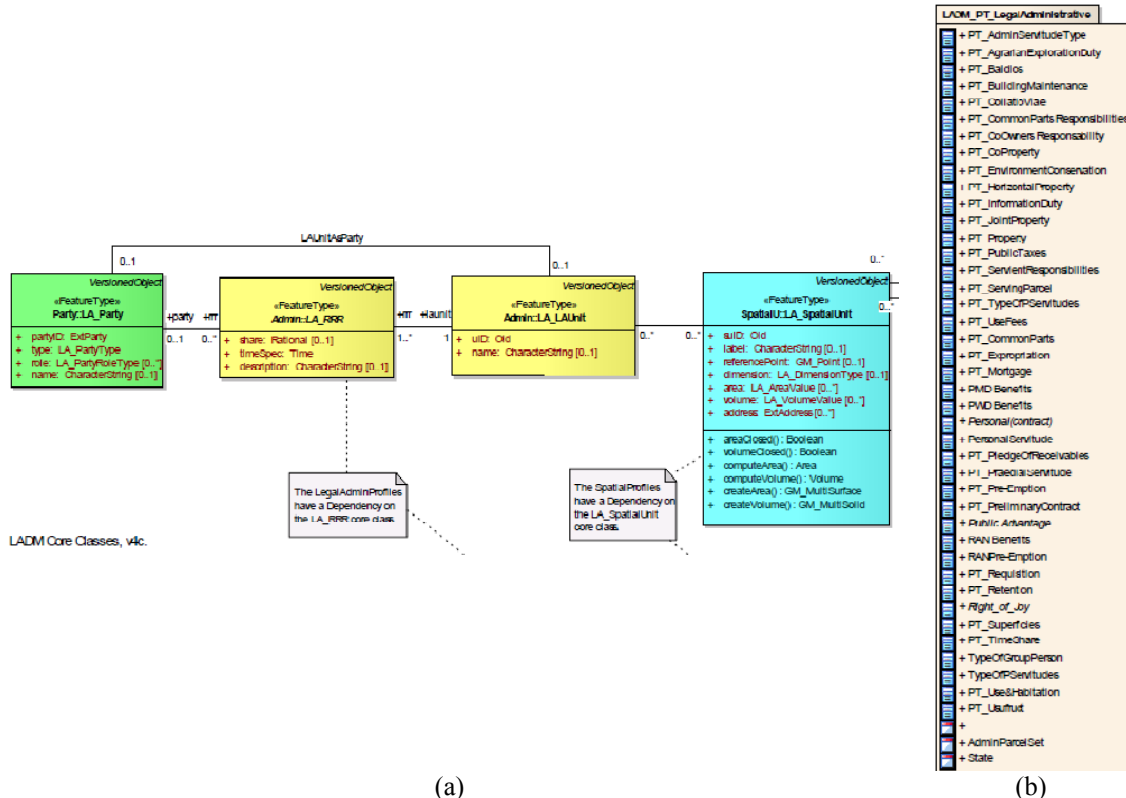 LAUnitAsParty
0..1
0..1
0..*
0..*
VersionedObject
«FeatureType»
Party::LA_Party
+ partyID: ExtParty
+ type: LA_PartyType
+ role: LA_PartyRoleType [0..*]
+ name: CharacterString [0..1]
+party
+rrr
0..1
0..*
VersionedObject
«FeatureType»
Admin::LA_RRR
+ share: Rational [0..1]
+ timeSpec: Time
+ description: CharacterString [0..1]
+rrr
+launit
1..*
1
VersionedObject
«FeatureType»
Admin::LA_LAUnit
+ uID: Oid
+ name: CharacterString [0..1]
0..*
0..*
VersionedObject
«FeatureType»
SpatialU::LA_SpatialUnit
+ suID: Oid
+ label: CharacterString [0..1]
+ referencePoint: GM_Point [0..1]
+ dimension: LA_DimensionType [0..1]
+ area: LA_AreaValue [0..*]
+ volume: LA_VolumeValue [0..*]
+ address: ExtAddress [0..*]
+ areaClosed() : Boolean
+ volumeClosed() : Boolean
+ computeArea() : Area
+ computeVolume() : Volume
+ createArea() : GM_MultiSurface
+ createVolume() : GM_MultiSolid
The LegalAdminProfiles
have a Dependency on
the LA_RRR core class.
The SpatialProfiles
have a Dependency on
the LA_SpatialUnit
core class.
LADM Core Classes, v4c.
(a)
LADM_PT_LegalAdministrative
+ PT_AdminServitudeType
+ PT_AgrarianExplorationDuty
+ PT_Baldios
+ PT_BuildingMaintenance
+ PT_CollatioViae
+ PT_CommonParts Responsibilities
+ PT_CoOwners Responsability
+ PT_CoProperty
+ PT_EnvironmentConservation
+ PT_HorizontalProperty
+ PT_InformationDuty
+ PT_JointProperty
+ PT_Property
+ PT_PublicTaxes
+ PT_ServientResponsibilities
+ PT_ServingParcel
+ PT_TypeOfPServitudes
+ PT_UseFees
+ PT_CommonParts
+ PT_Expropriation
+ PT_Mortgage
+ PMD Benefits
+ PWD Benefits
+ Personal(contract)
+ PersonalServitude
+ PT_PledgeOfReceivables
+ PT_PraedialServitude
+ PT_Pre-Emption
+ PT_PreliminaryContract
+ Public Advantage
+ RAN Benefits
+ RANPre-Emption
+ PT_Requisition
+ PT_Retention
+ Right_of_Joy
+ PT_Superficies
+ PT_TimeShare
+ TypeOfGroupPerson
+ TypeOfPServitudes
+ PT_Use&Habitation
+ PT_Usufruct
+
+ AdminParcelSet
+ State
(b)